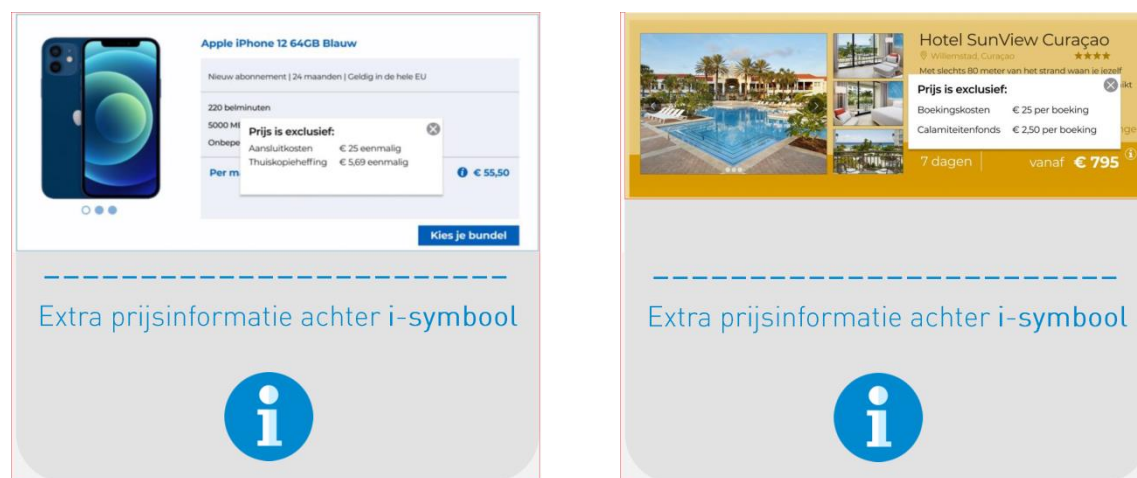 Apple iPhone 12 64GB Blauw
Nieuw abonnement | 24 maanden | Geldig in de hele EU
220 belminuten
5000
Prijs is exclusief:
Aansluitkosten € 25 eenmalig
Thuiskopieheffing € 5,69 eenmalig
Per
€ 55,50
Kies je bundel
Extra prijsinformatie achter i-symbool
i
Hotel SunView Curaçao
Willemstad, Curaçao
Met slechts 80 meter van het strand waan je jezelf
Prijs is exclusief:
Boekingskosten € 25 per boeking
Calamiteitenfonds € 2,50 per boeking
7 dagen vanaf € 795
Extra prijsinformatie achter i-symbool
i